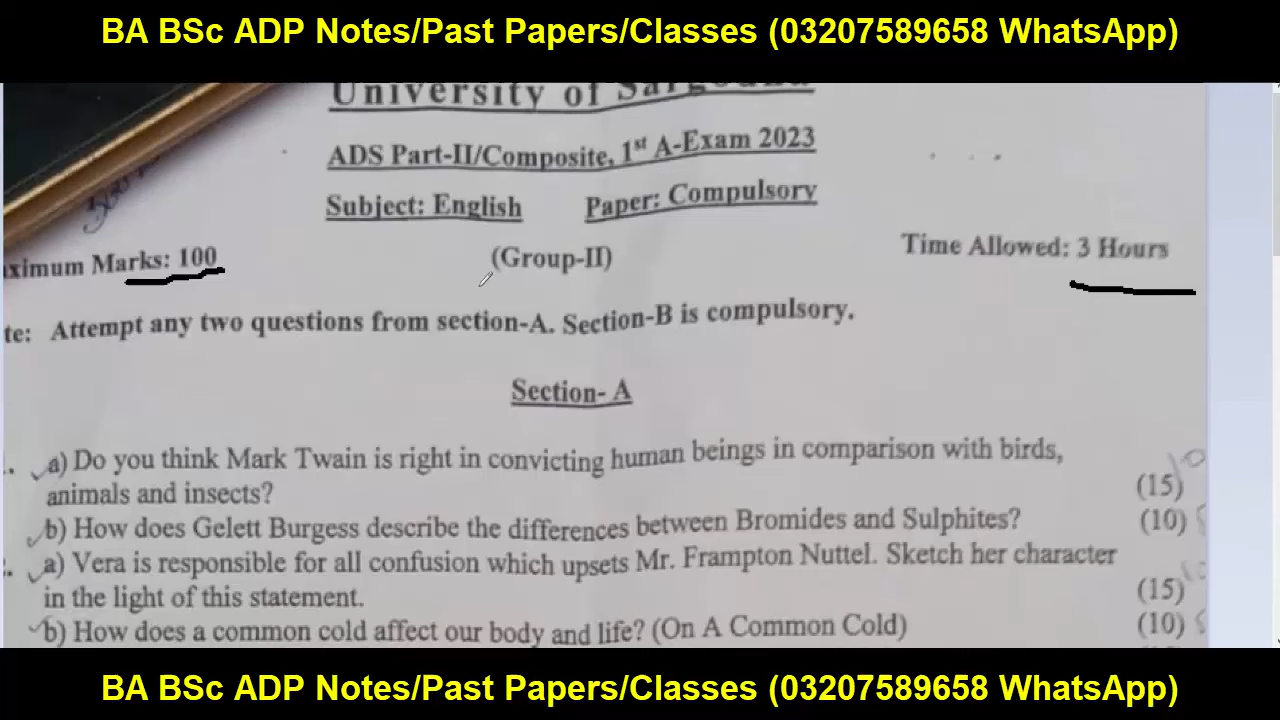 BA BSc ADP Notes/Past Papers/Classes (03207589658 WhatsApp)
University of Sargodha
ADS Part-II/Composite, 1st A-Exam 2023
Subject: English Paper: Compulsory
ximum Marks: 100 (Group-II) Time Allowed: 3 Hours
te: Attempt any two questions from section-A. Section-B is compulsory.
Section- A
a) Do you think Mark Twain is right in convicting human beings in comparison with birds,
animals and insects? (15)
b) How does Gelett Burgess describe the differences between Bromides and Sulphites? (10)
a) Vera is responsible for all confusion which upsets Mr. Frampton Nuttel. Sketch her character
in the light of this statement. (15)
b) How does a common cold affect our body and life? (On A Common Cold) (10)
BA BSc ADP Notes/Past Papers/Classes (03207589658 WhatsApp)